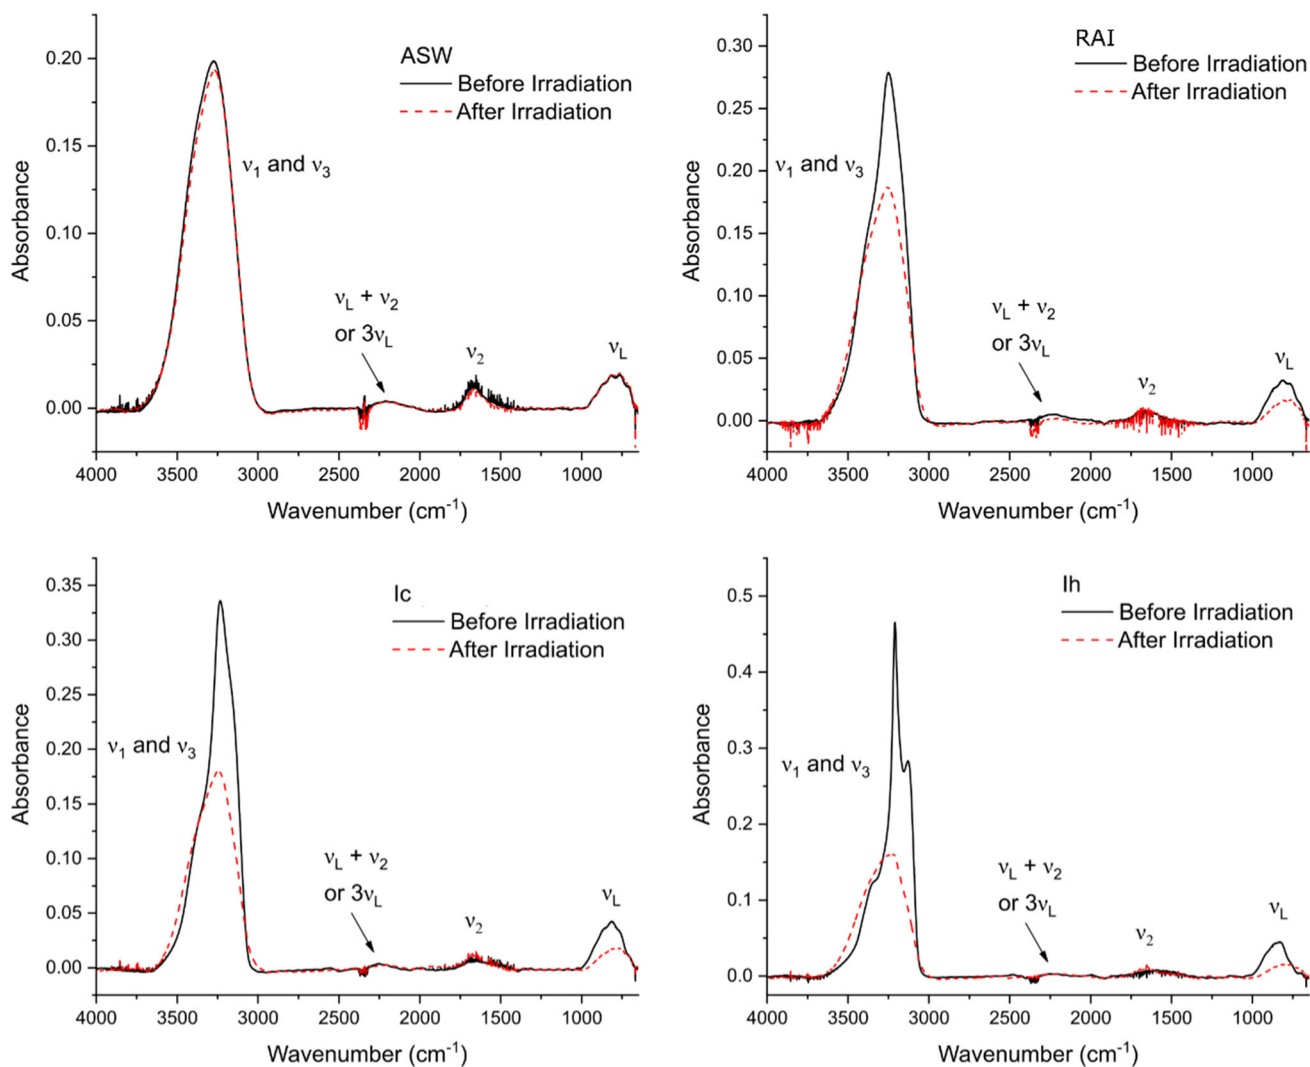 ASW
Before Irradiation
After Irradiation
ν1 and ν3
νL + ν2
or 3νL
ν2
νL
0.20
0.15
0.10
0.05
0.00
Absorbance
4000 3500 3000 2500 2000 1500 1000
Wavenumber (cm-1)
RAI
Before Irradiation
After Irradiation
ν1 and ν3
νL + ν2
or 3νL
ν2
νL
0.30
0.25
0.20
0.15
0.10
0.05
0.00
Absorbance
4000 3500 3000 2500 2000 1500 1000
Wavenumber (cm-1)
Ic
Before Irradiation
After Irradiation
ν1 and ν3
νL + ν2
or 3νL
ν2
νL
0.35
0.30
0.25
0.20
0.15
0.10
0.05
0.00
Absorbance
4000 3500 3000 2500 2000 1500 1000
Wavenumber (cm-1)
Ih
Before Irradiation
After Irradiation
ν1 and ν3
νL + ν2
or 3νL
ν2
νL
0.5
0.4
0.3
0.2
0.1
0.0
Absorbance
4000 3500 3000 2500 2000 1500 1000
Wavenumber (cm-1)